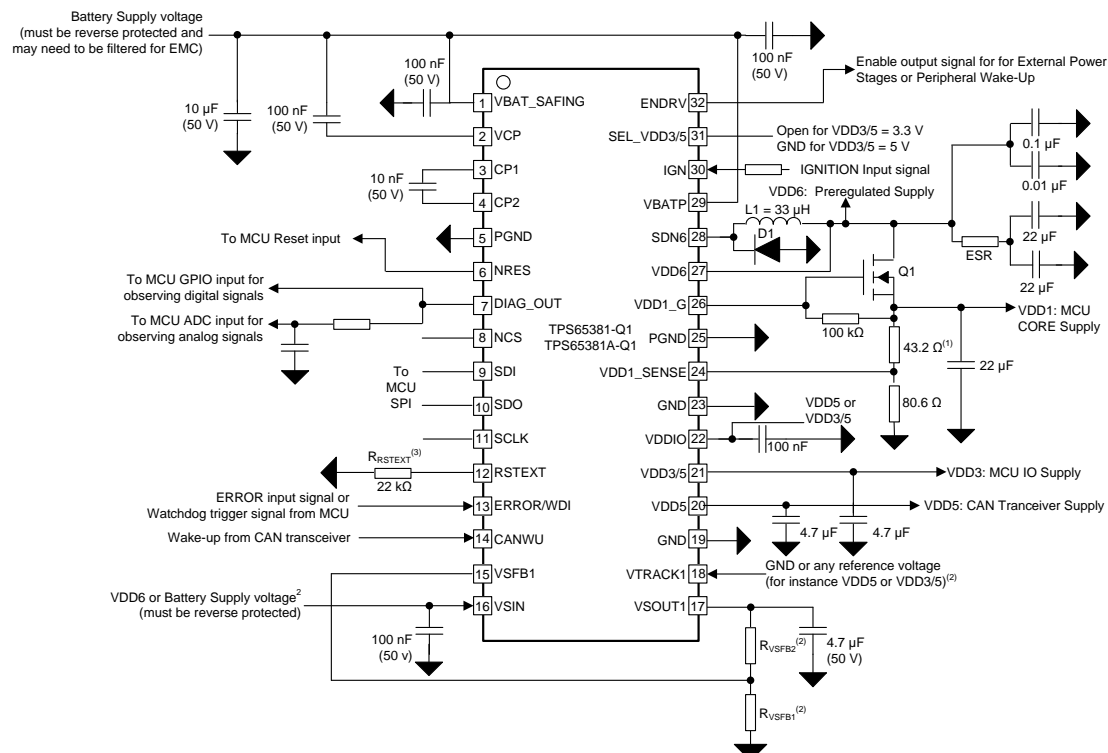 Battery Supply voltage
(must be reverse protected and
may need to be filtered for EMC)
10 µF
(50 V)
100 nF
(50 V)
100 nF
(50 V)
100 nF
(50 V)
10 nF
(50 V)
To MCU Reset input
To MCU GPIO input for
observing digital signals
To MCU ADC input for
observing analog signals
To
MCU
SPI
RRSTEXT(3)
22 kΩ
ERROR input signal or
Watchdog trigger signal from MCU
Wake-up from CAN transceiver
VDD6 or Battery Supply voltage2
(must be reverse protected)
100 nF
(50 v)
1 VBAT_SAFING
2 VCP
3 CP1
4 CP2
5 PGND
6 NRES
7 DIAG_OUT
8 NCS
9 SDI
10 SDO
11 SCLK
12 RSTEXT
13 ERROR/WDI
14 CANWU
15 VSFB1
16 VSIN
TPS65381-Q1
TPS65381A-Q1
ENDRV 32
SEL_VDD3/5 31
IGN 30
VBATP 29
SDN6 28
VDD6 27
VDD1_G 26
PGND 25
VDD1_SENSE 24
GND 23
VDDIO 22
VDD3/5 21
VDD5 20
GND 19
VTRACK1 18
VSOUT1 17
Enable output signal for for External Power
Stages or Peripheral Wake-Up
Open for VDD3/5 = 3.3 V
GND for VDD3/5 = 5 V
IGNITION Input signal
VDD6: Preregulated Supply
L1 = 33 µH
D1
0.1 µF
0.01 µF
22 µF
ESR
22 µF
Q1
100 kΩ
VDD1: MCU
CORE Supply
43.2 Ω(1)
22 µF
80.6 Ω
VDD5 or
VDD3/5
100 nF
VDD3: MCU IO Supply
VDD5: CAN Tranceiver Supply
4.7 µF
4.7 µF
GND or any reference voltage
(for instance VDD5 or VDD3/5)(2)
RVSFB2(2)
4.7 µF
(50 V)
RVSFB1(2)